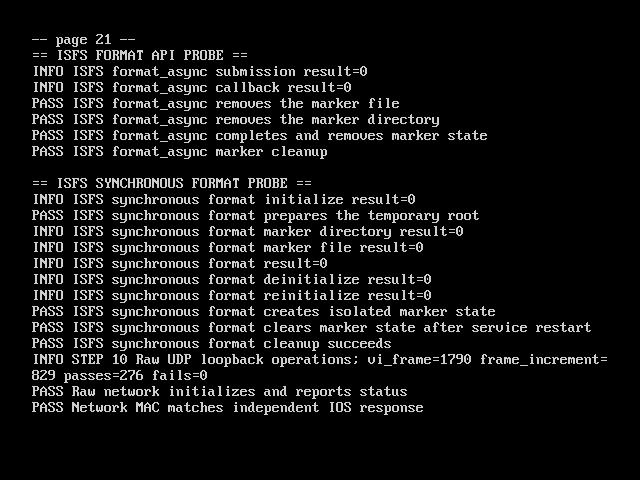 -- page 21 --
== ISFS FORMAT API PROBE ==
INFO ISFS format_async submission result=0
INFO ISFS format_async callback result=0
PASS ISFS format_async removes the marker file
PASS ISFS format_async removes the marker directory
PASS ISFS format_async completes and removes marker state
PASS ISFS format_async marker cleanup

== ISFS SYNCHRONOUS FORMAT PROBE ==
INFO ISFS synchronous format initialize result=0
PASS ISFS synchronous format prepares the temporary root
INFO ISFS synchronous format marker directory result=0
INFO ISFS synchronous format marker file result=0
INFO ISFS synchronous format result=0
INFO ISFS synchronous format deinitialize result=0
INFO ISFS synchronous format reinitialize result=0
PASS ISFS synchronous format creates isolated marker state
PASS ISFS synchronous format clears marker state after service restart
PASS ISFS synchronous format cleanup succeeds
INFO STEP 10 Raw UDP loopback operations; vi_frame=1790 frame_increment=
829 passes=276 fails=0
PASS Raw network initializes and reports status
PASS Network MAC matches independent IOS response